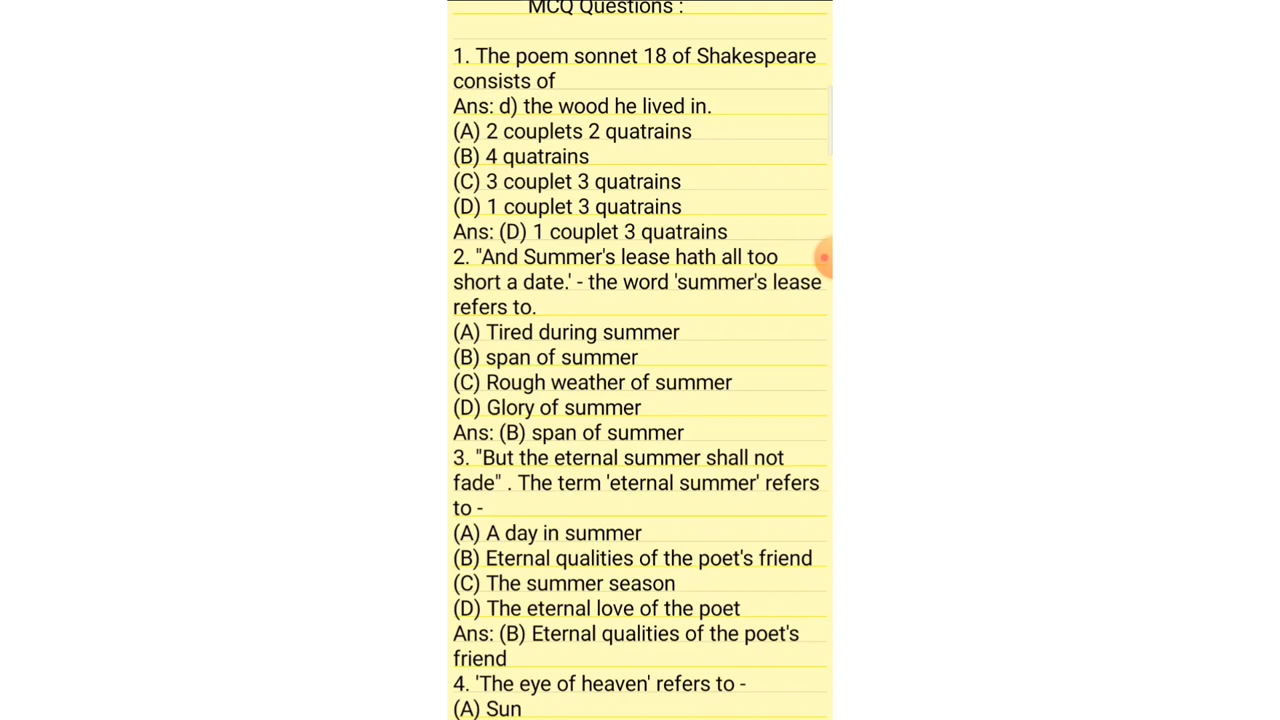 MCQ Questions :
1. The poem sonnet 18 of Shakespeare
consists of
Ans: d) the wood he lived in.
(A) 2 couplets 2 quatrains
(B) 4 quatrains
(C) 3 couplet 3 quatrains
(D) 1 couplet 3 quatrains
Ans: (D) 1 couplet 3 quatrains
2. "And Summer's lease hath all too
short a date.' - the word 'summer's lease
refers to.
(A) Tired during summer
(B) span of summer
(C) Rough weather of summer
(D) Glory of summer
Ans: (B) span of summer
3. "But the eternal summer shall not
fade" . The term 'eternal summer' refers
to -
(A) A day in summer
(B) Eternal qualities of the poet's friend
(C) The summer season
(D) The eternal love of the poet
Ans: (B) Eternal qualities of the poet's
friend
4. 'The eye of heaven' refers to -
(A) Sun